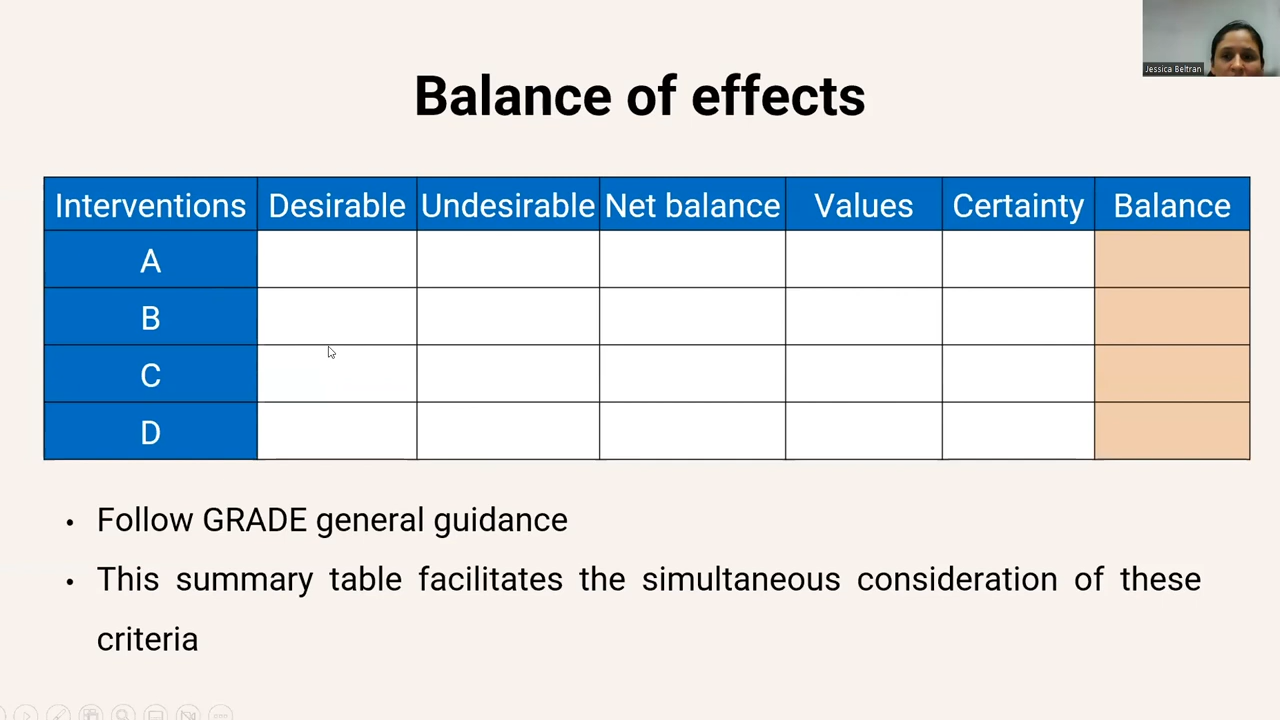 Jessica Beltran
Balance of effects
Interventions Desirable Undesirable Net balance Values Certainty Balance
A
B
C
D
• Follow GRADE general guidance
• This summary table facilitates the simultaneous consideration of these
criteria